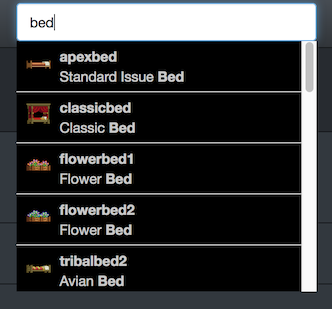 bed
apexbed
Standard Issue Bed
classicbed
Classic Bed
flowerbed1
Flower Bed
flowerbed2
Flower Bed
tribalbed2
Avian Bed